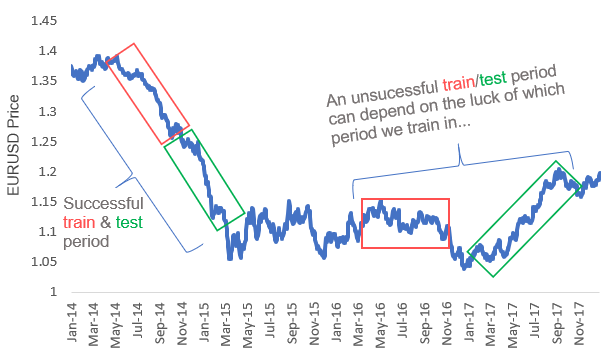 1.45
1.4
1.35
1.3
1.25
1.2
1.15
1.1
1.05
1
EURUSD Price
An unsucessful train/test period
can depend on the luck of which
period we train in...
Successful
train & test
period
Jan-14
Mar-14
May-14
Jul-14
Sep-14
Nov-14
Jan-15
Mar-15
May-15
Jul-15
Sep-15
Nov-15
Jan-16
Mar-16
May-16
Jul-16
Sep-16
Nov-16
Jan-17
Mar-17
May-17
Jul-17
Sep-17
Nov-17